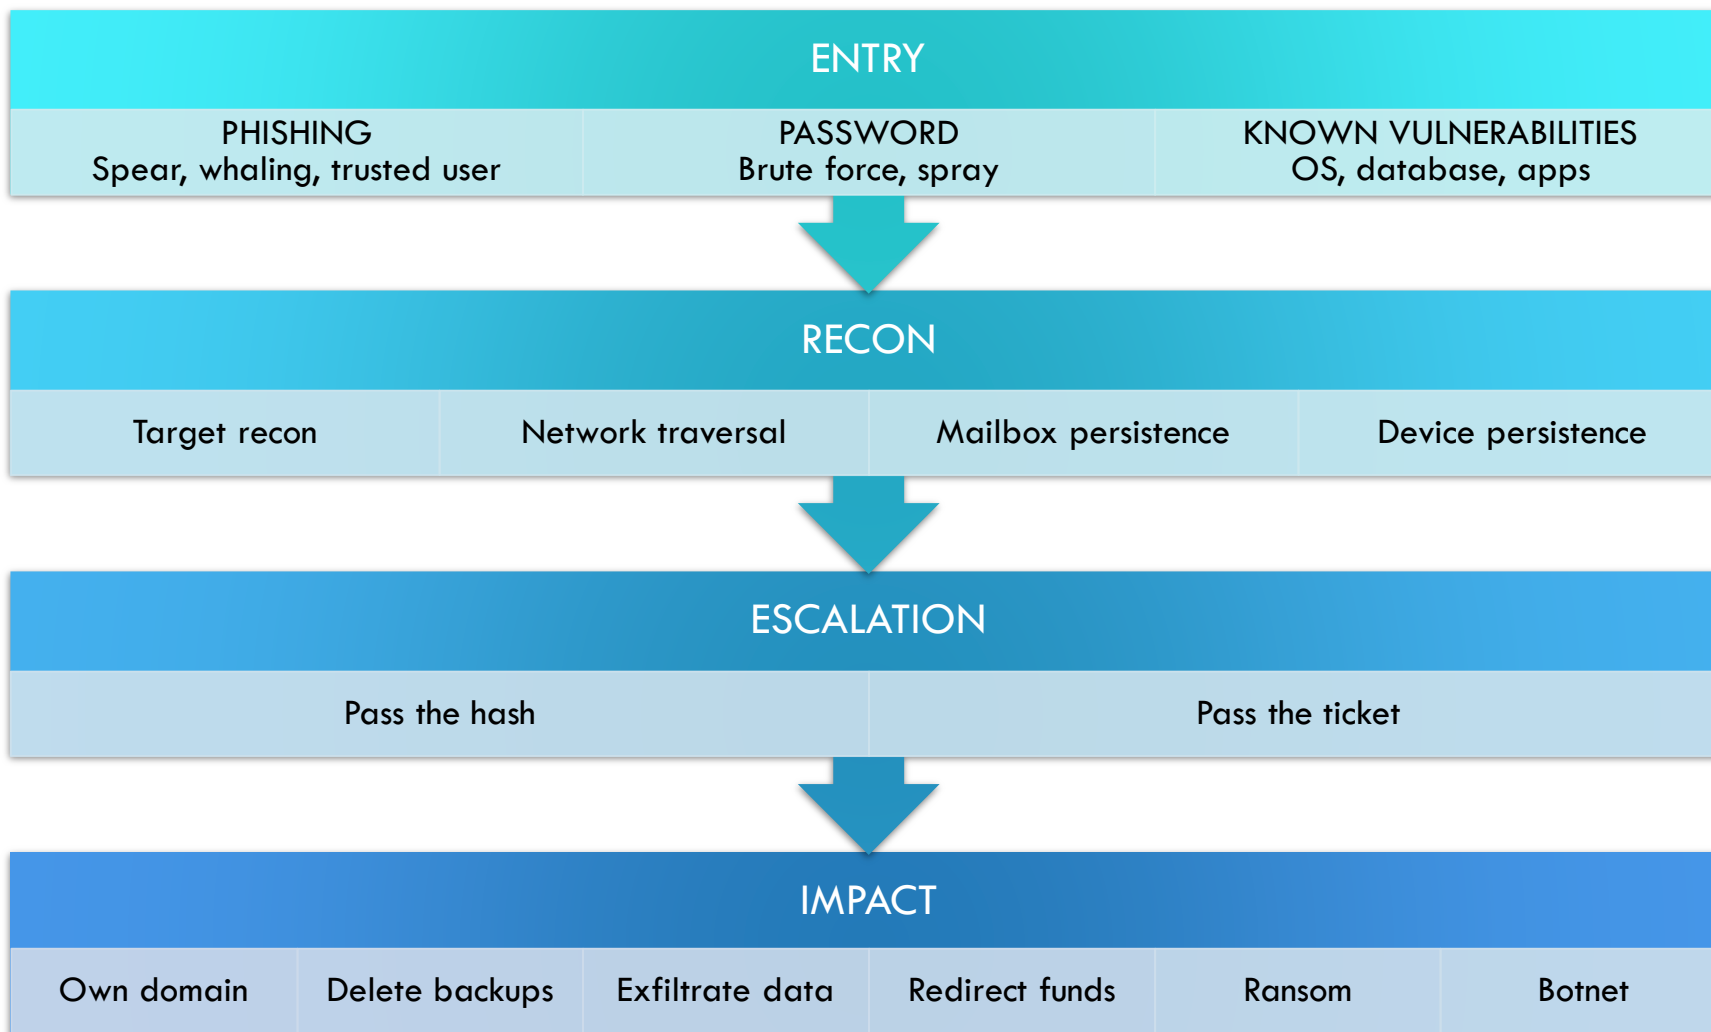 ENTRY
PHISHING
Spear, whaling, trusted user
PASSWORD
Brute force, spray
KNOWN VULNERABILITIES
OS, database, apps
RECON
Target recon
Network traversal
Mailbox persistence
Device persistence
ESCALATION
Pass the hash
Pass the ticket
IMPACT
Own domain
Delete backups
Exfiltrate data
Redirect funds
Ransom
Botnet